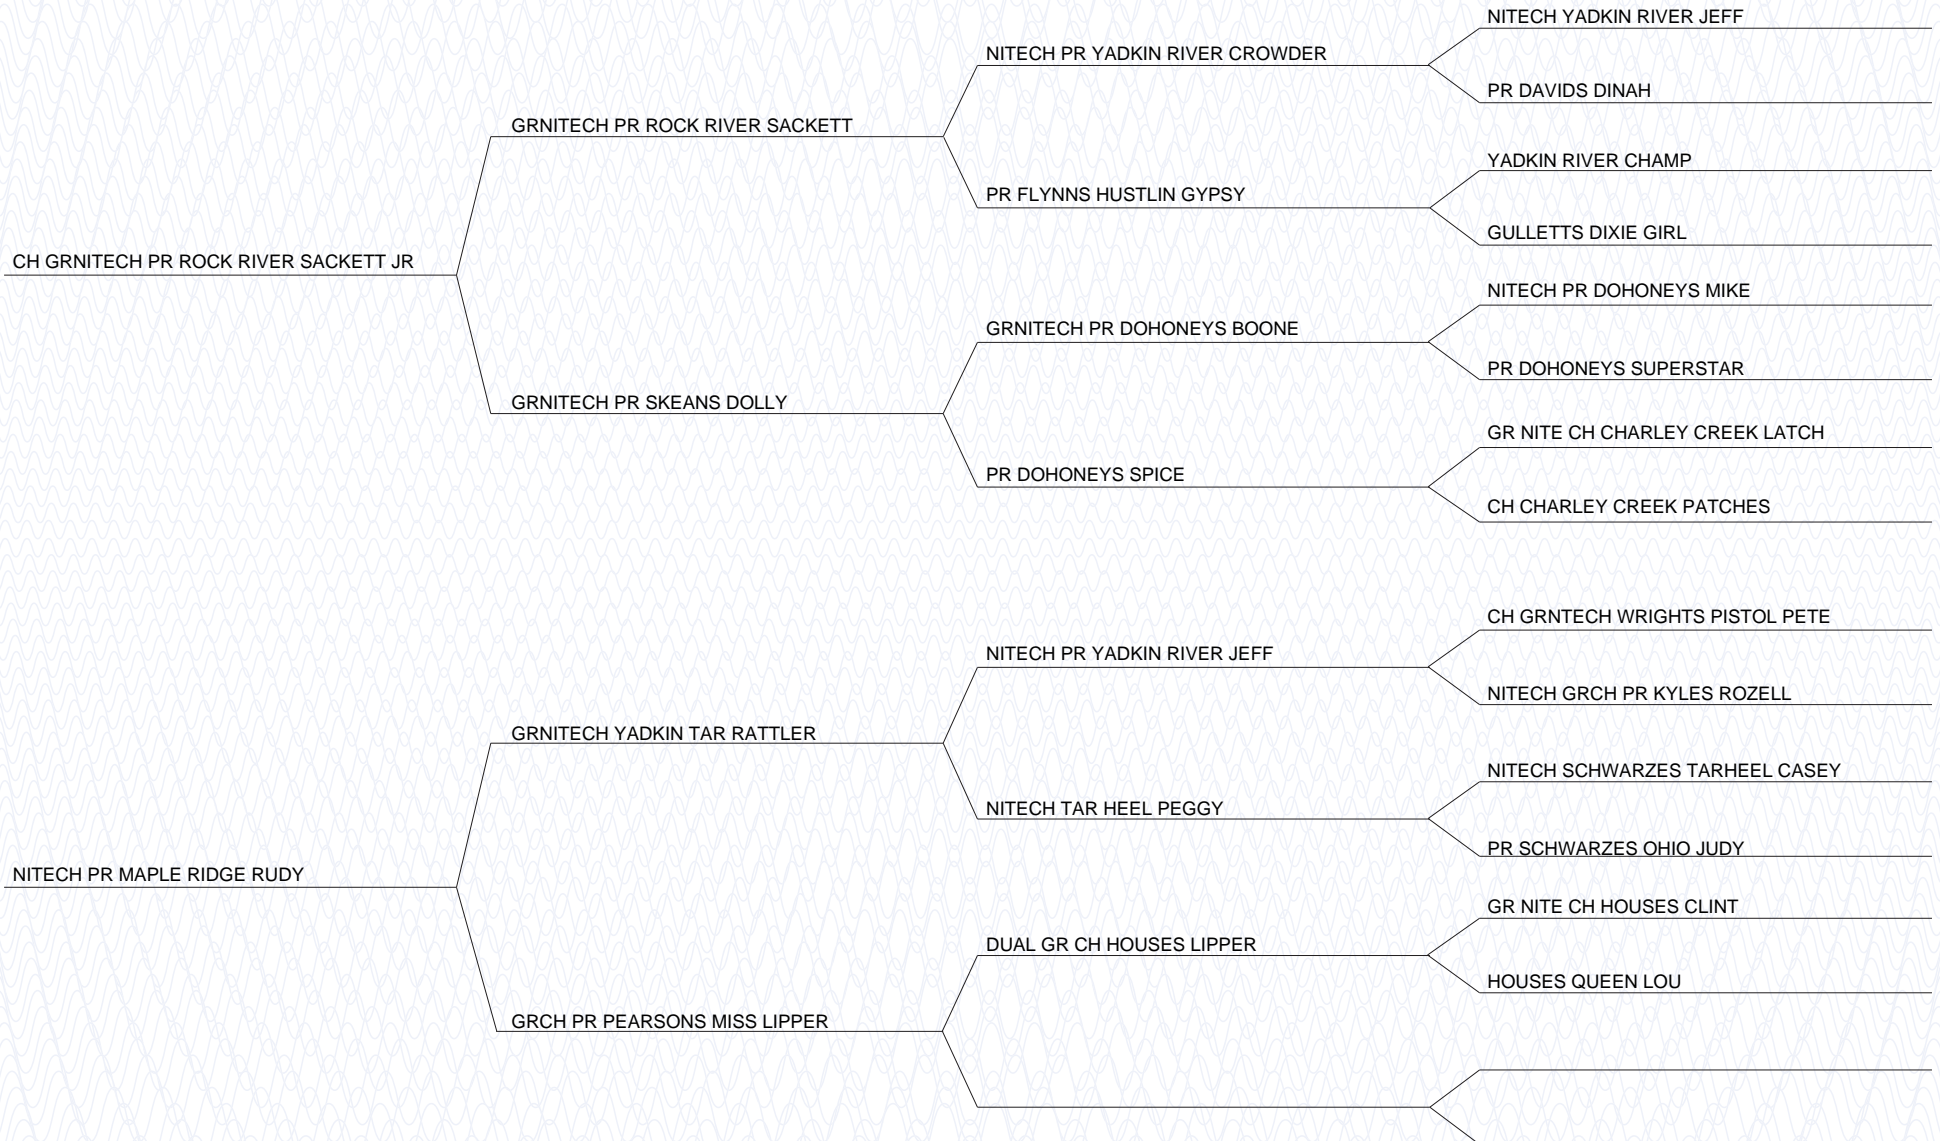 NITECH YADKIN RIVER JEFF
NITECH PR YADKIN RIVER CROWDER
PR DAVIDS DINAH
GRNITECH PR ROCK RIVER SACKETT
YADKIN RIVER CHAMP
PR FLYNNS HUSTLIN GYPSY
GULLETTS DIXIE GIRL
CH GRNITECH PR ROCK RIVER SACKETT JR
NITECH PR DOHONEYS MIKE
GRNITECH PR DOHONEYS BOONE
PR DOHONEYS SUPERSTAR
GRNITECH PR SKEANS DOLLY
GR NITE CH CHARLEY CREEK LATCH
PR DOHONEYS SPICE
CH CHARLEY CREEK PATCHES
CH GRNTECH WRIGHTS PISTOL PETE
NITECH PR YADKIN RIVER JEFF
NITECH GRCH PR KYLES ROZELL
GRNITECH YADKIN TAR RATTLER
NITECH SCHWARZES TARHEEL CASEY
NITECH TAR HEEL PEGGY
PR SCHWARZES OHIO JUDY
NITECH PR MAPLE RIDGE RUDY
GR NITE CH HOUSES CLINT
DUAL GR CH HOUSES LIPPER
HOUSES QUEEN LOU
GRCH PR PEARSONS MISS LIPPER